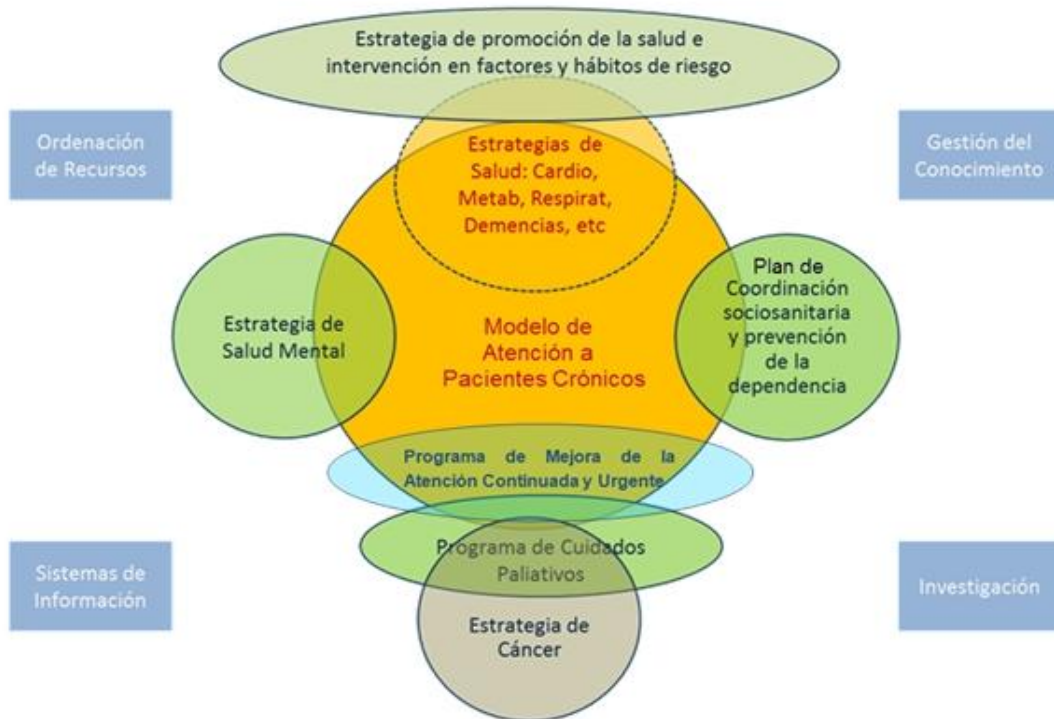 Estrategia de promoción de la salud e
intervención en factores y hábitos de riesgo
Ordenación
de Recursos
Gestión del
Conocimiento
Estrategias de
Salud: Cardio,
Metab, Respirat,
Demencias, etc
Estrategia de
Salud Mental
Modelo de
Atención a
Pacientes Crónicos
Plan de
Coordinación
sociosanitaria
y prevención
de la
dependencia
Programa de Mejora de la
Atención Continuada y Urgente
Programa de Cuidados
Paliativos
Sistemas de
Información
Investigación
Estrategia de
Cáncer